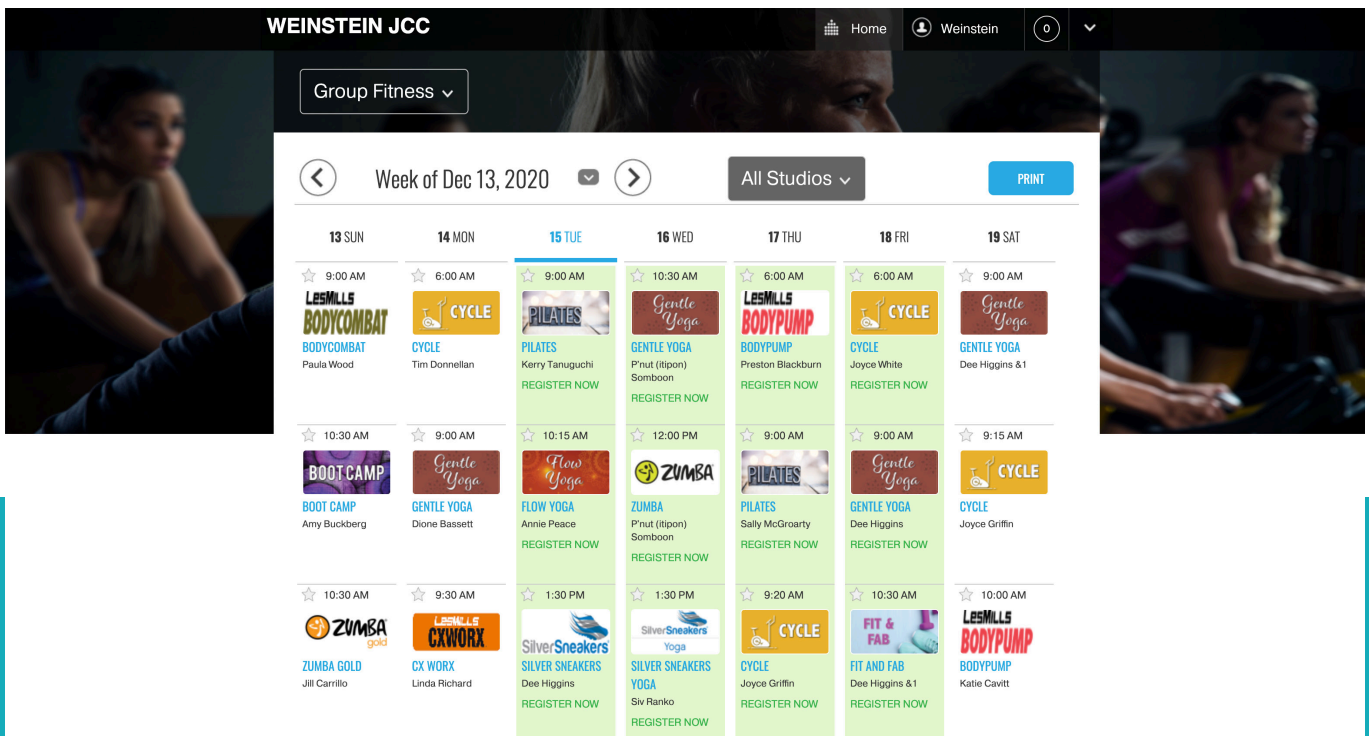 WEINSTEIN JCC
Home
Weinstein
0
Group Fitness
Week of Dec 13, 2020
All Studios
PRINT
13 SUN
14 MON
15 TUE
16 WED
17 THU
18 FRI
19 SAT
9:00 AM
LESMILLS
BODYCOMBAT
BODYCOMBAT
Paula Wood
6:00 AM
CYCLE
CYCLE
Tim Donnellan
9:00 AM
PILATES
PILATES
Kerry Tanuguchi
REGISTER NOW
10:30 AM
Gentle
Yoga
GENTLE YOGA
P'nut (itipon)
Somboon
REGISTER NOW
6:00 AM
LESMILLS
BODYPUMP
BODYPUMP
Preston Blackburn
REGISTER NOW
6:00 AM
CYCLE
CYCLE
Joyce White
REGISTER NOW
9:00 AM
Gentle
Yoga
GENTLE YOGA
Dee Higgins &1
10:30 AM
BOOT CAMP
BOOT CAMP
Amy Buckberg
9:00 AM
Gentle
Yoga
GENTLE YOGA
Dione Bassett
10:15 AM
Flow
Yoga
FLOW YOGA
Annie Peace
REGISTER NOW
12:00 PM
ZUMBA
ZUMBA
P'nut (itipon)
Somboon
REGISTER NOW
9:00 AM
PILATES
PILATES
Sally McGroarty
REGISTER NOW
9:00 AM
Gentle
Yoga
GENTLE YOGA
Dee Higgins
REGISTER NOW
9:15 AM
CYCLE
CYCLE
Joyce Griffin
10:30 AM
ZUMBA
gold
ZUMBA GOLD
Jill Carrillo
9:30 AM
LESMILLS
CXWORX
CX WORX
Linda Richard
1:30 PM
SilverSneakers
SILVER SNEAKERS
Dee Higgins
REGISTER NOW
1:30 PM
SilverSneakers
Yoga
SILVER SNEAKERS
YOGA
Siv Ranko
REGISTER NOW
9:20 AM
CYCLE
CYCLE
Joyce Griffin
REGISTER NOW
10:30 AM
FIT &
FAB
FIT AND FAB
Dee Higgins &1
REGISTER NOW
10:00 AM
LESMILLS
BODYPUMP
BODYPUMP
Katie Cavitt